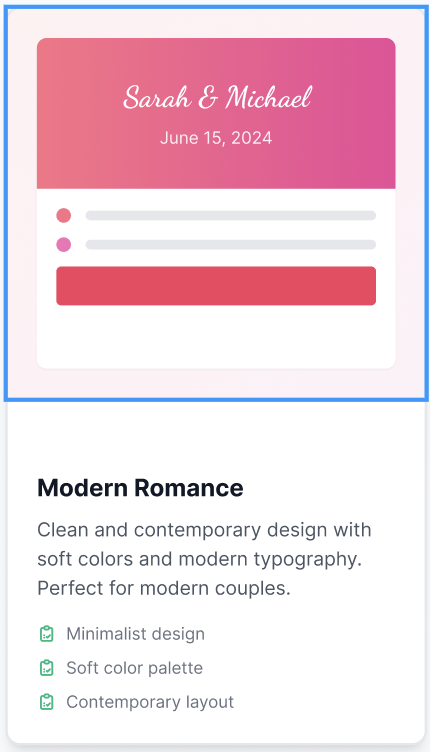 Sarah & Michael
June 15, 2024
Modern Romance
Clean and contemporary design with
soft colors and modern typography.
Perfect for modern couples.
Minimalist design
Soft color palette
Contemporary layout